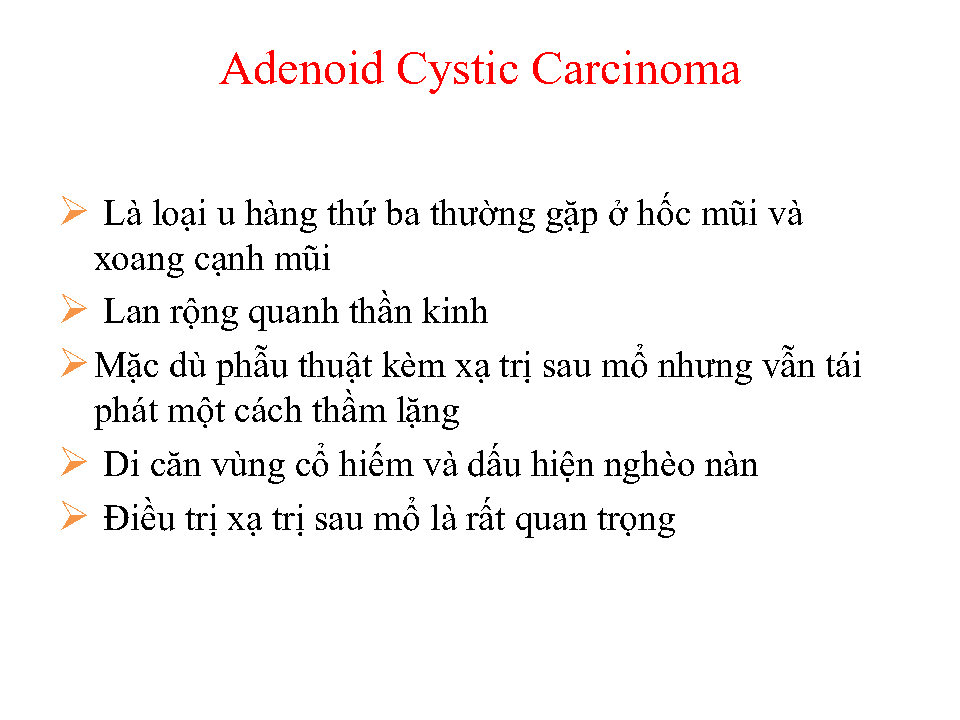 Adenoid Cystic Carcinoma
Là loại u hàng thứ ba thường gặp ở hốc mũi và
xoang cạnh mũi
Lan rộng quanh thần kinh
Mặc dù phẫu thuật kèm xạ trị sau mổ nhưng vẫn tái
phát một cách thầm lặng
Di căn vùng cổ hiếm và dấu hiện nghèo nàn
Điều trị xạ trị sau mổ là rất quan trọng